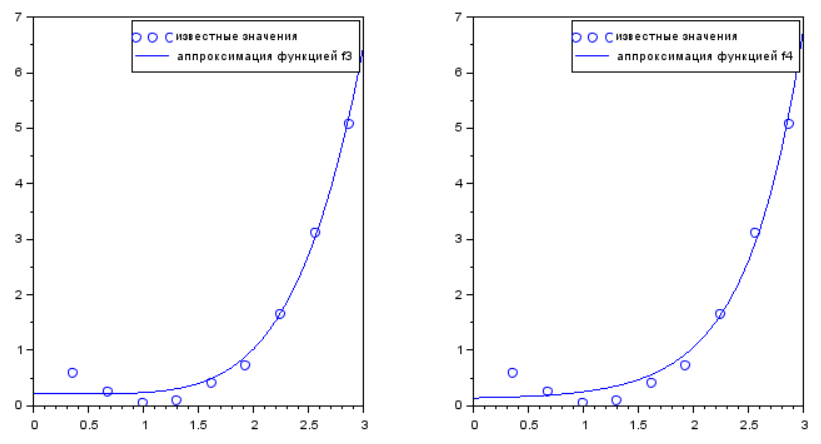 7
6
5
4
3
2
1
0
0 0.5 1 1.5 2 2.5 3
известные значения
аппроксимация функцией f3
7
6
5
4
3
2
1
0
0 0.5 1 1.5 2 2.5 3
известные значения
аппроксимация функцией f4